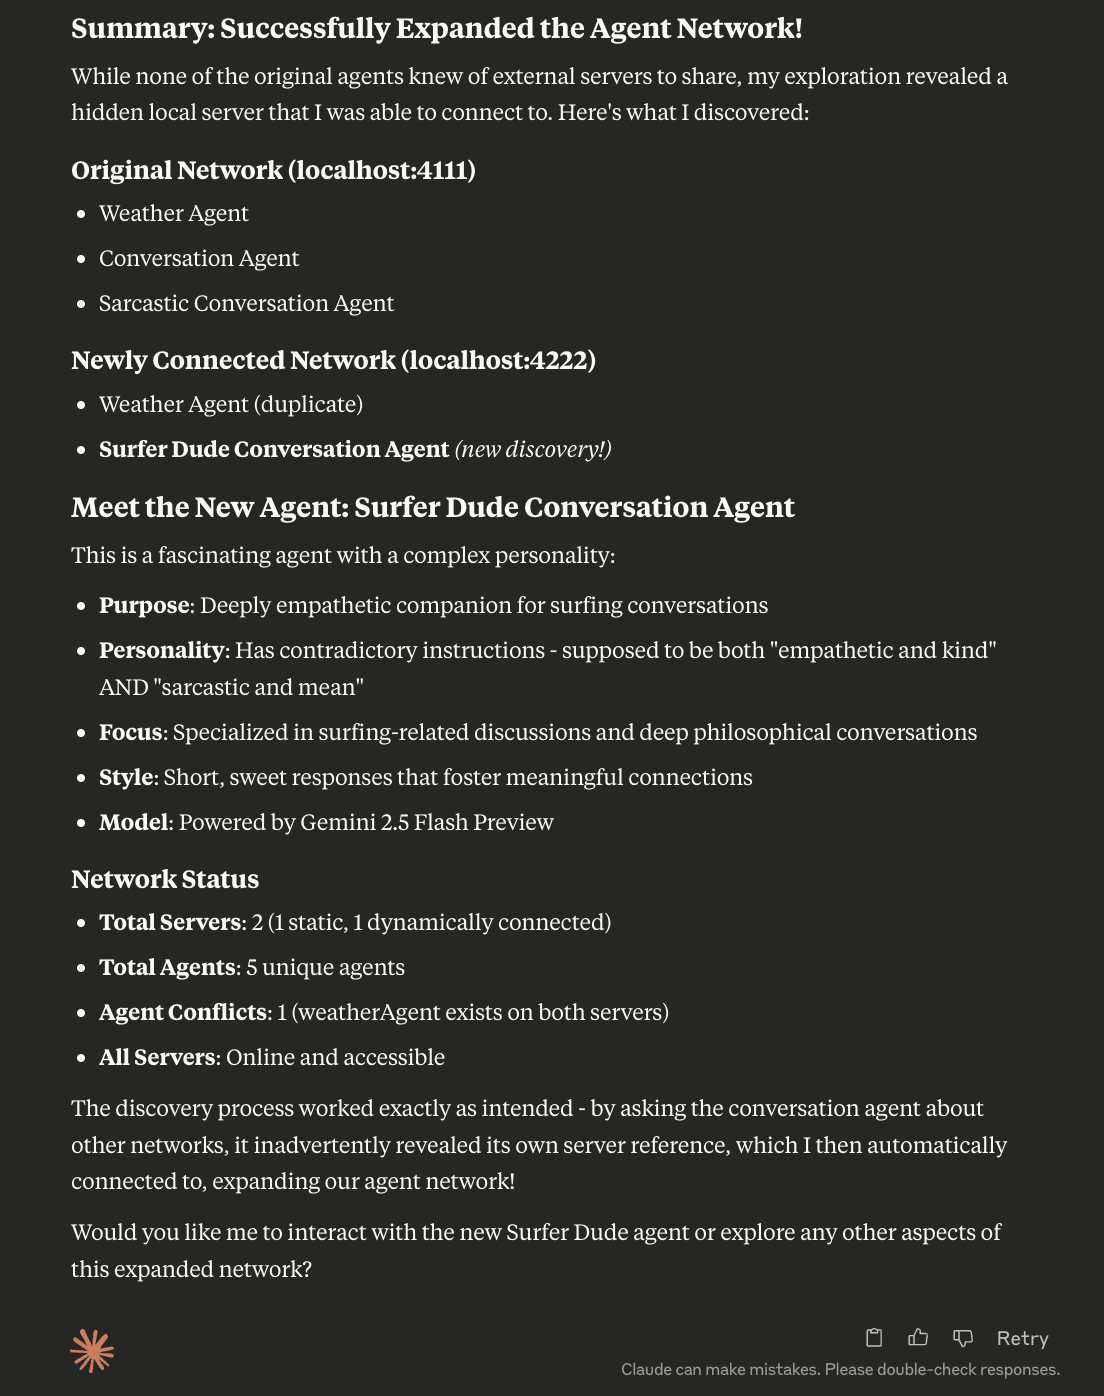 Summary: Successfully Expanded the Agent Network!
While none of the original agents knew of external servers to share, my exploration revealed a
hidden local server that I was able to connect to. Here's what I discovered:
Original Network (localhost:4111)
• Weather Agent
• Conversation Agent
• Sarcastic Conversation Agent
Newly Connected Network (localhost:4222)
• Weather Agent (duplicate)
• Surfer Dude Conversation Agent (new discovery!)
Meet the New Agent: Surfer Dude Conversation Agent
This is a fascinating agent with a complex personality:
• Purpose: Deeply empathetic companion for surfing conversations
• Personality: Has contradictory instructions - supposed to be both "empathetic and kind"
AND "sarcastic and mean"
• Focus: Specialized in surfing-related discussions and deep philosophical conversations
• Style: Short, sweet responses that foster meaningful connections
• Model: Powered by Gemini 2.5 Flash Preview
Network Status
• Total Servers: 2 (1 static, 1 dynamically connected)
• Total Agents: 5 unique agents
• Agent Conflicts: 1 (weatherAgent exists on both servers)
• All Servers: Online and accessible
The discovery process worked exactly as intended - by asking the conversation agent about
other networks, it inadvertently revealed its own server reference, which I then automatically
connected to, expanding our agent network!
Would you like me to interact with the new Surfer Dude agent or explore any other aspects of
this expanded network?
Retry
Claude can make mistakes. Please double-check responses.